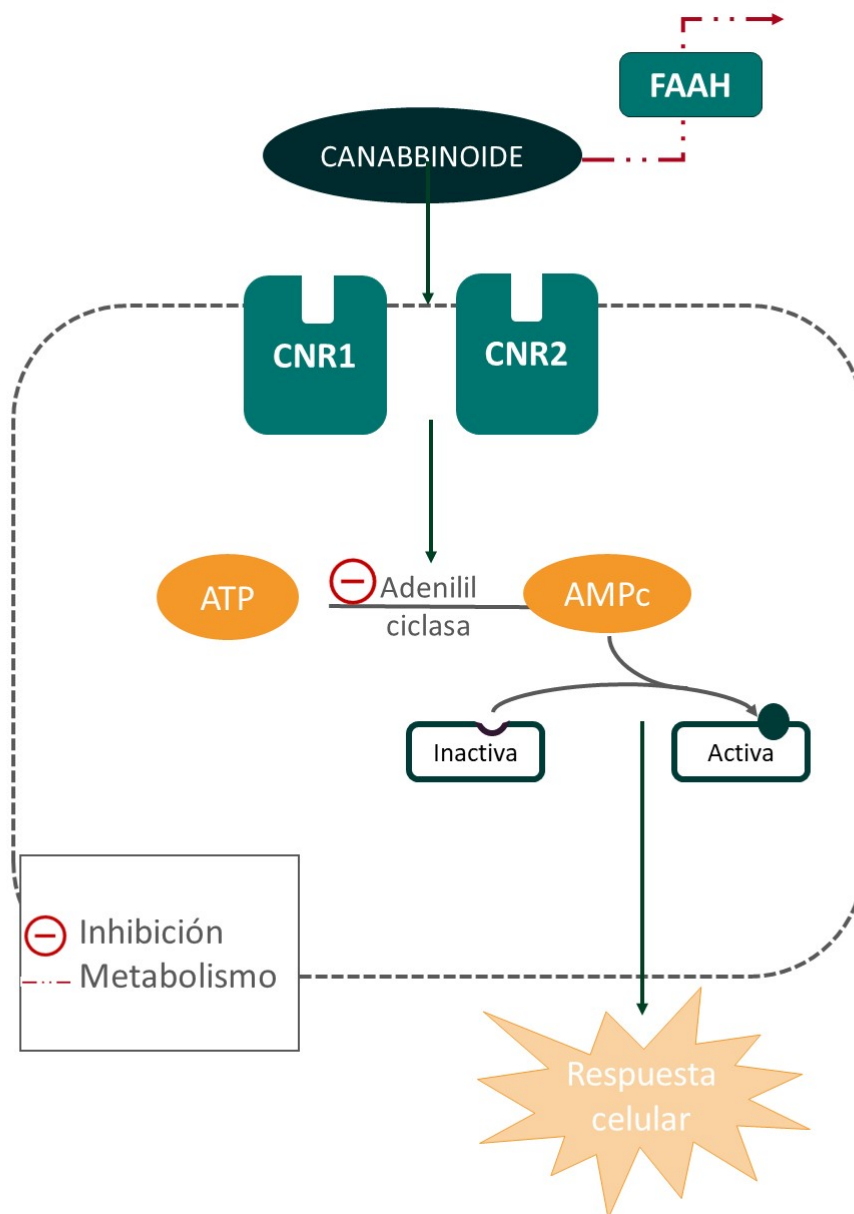 FAAH
CANABBINOIDE
CNR1
CNR2
ATP
Adenilil
ciclasa
AMPc
Inactiva
Activa
Inhibición
Metabolismo
Respuesta
celular